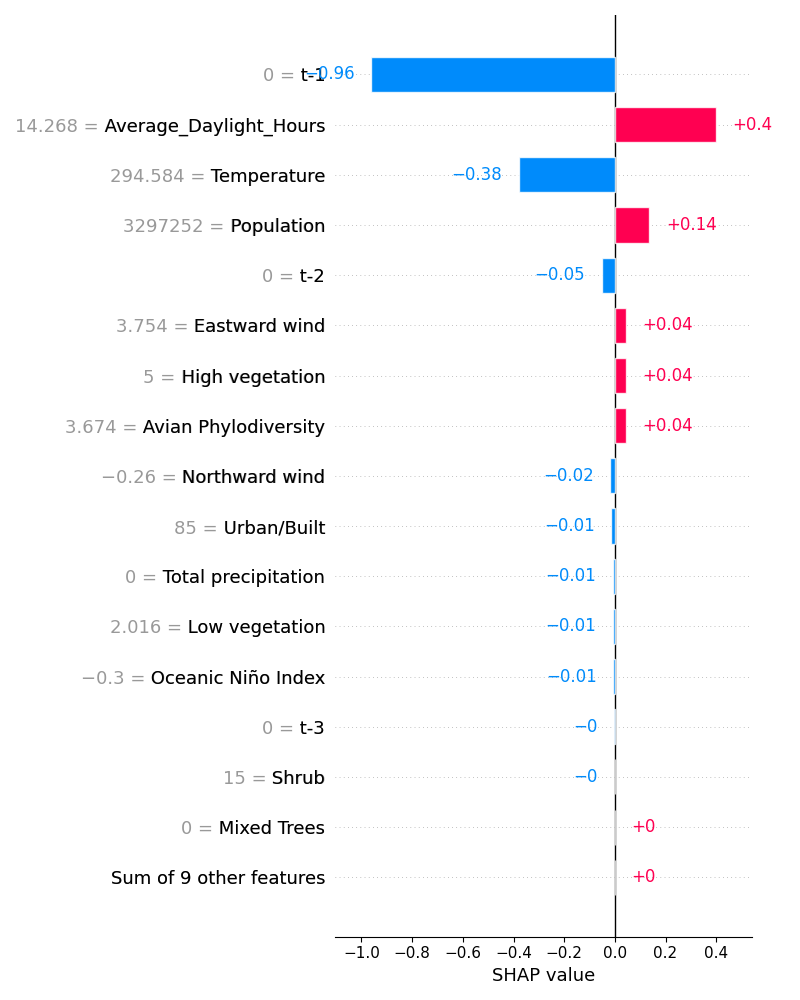 0 = t-1 −0.96
14.268 = Average_Daylight_Hours +0.4
294.584 = Temperature −0.38
3297252 = Population +0.14
0 = t-2 −0.05
3.754 = Eastward wind +0.04
5 = High vegetation +0.04
3.674 = Avian Phylodiversity +0.04
−0.26 = Northward wind −0.02
85 = Urban/Built −0.01
0 = Total precipitation −0.01
2.016 = Low vegetation −0.01
−0.3 = Oceanic Niño Index −0.01
0 = t-3 −0
15 = Shrub −0
0 = Mixed Trees +0
Sum of 9 other features +0
−1.0 −0.8 −0.6 −0.4 −0.2 0.0 0.2 0.4
SHAP value